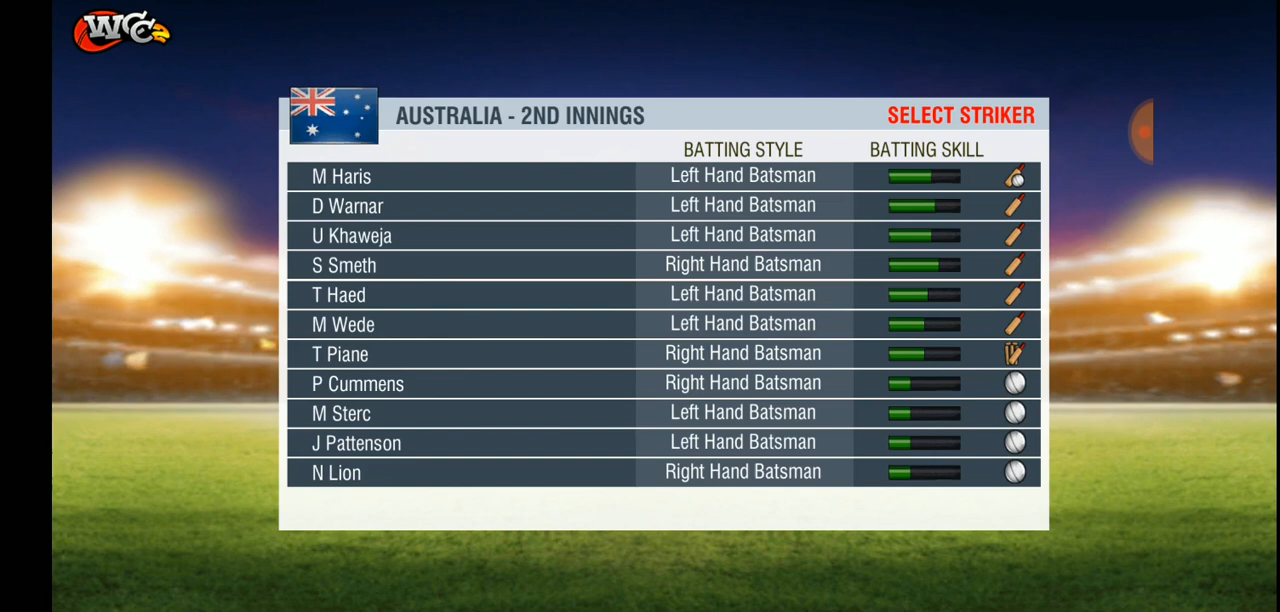 WCC
AUSTRALIA - 2ND INNINGS SELECT STRIKER
BATTING STYLE BATTING SKILL
M Haris Left Hand Batsman
D Warnar Left Hand Batsman
U Khaweja Left Hand Batsman
S Smeth Right Hand Batsman
T Haed Left Hand Batsman
M Wede Left Hand Batsman
T Piane Right Hand Batsman
P Cummens Right Hand Batsman
M Sterc Left Hand Batsman
J Pattenson Left Hand Batsman
N Lion Right Hand Batsman